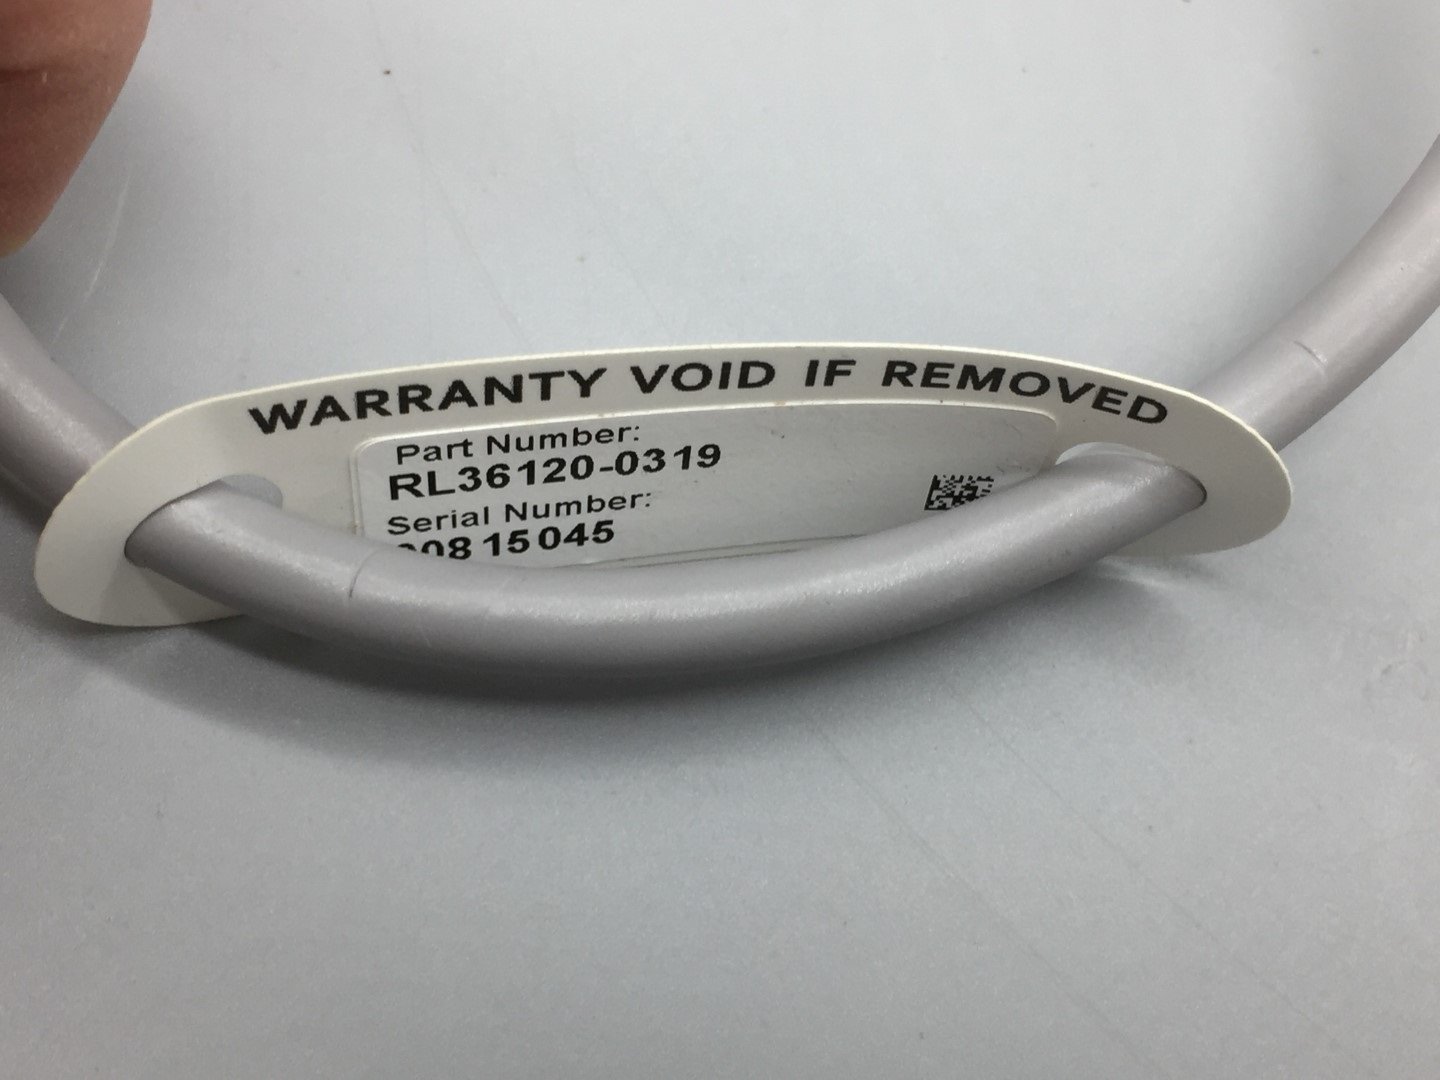 WARRANTY VOID IF REMOVED
Part Number:
RL36120-0319
Serial Number: